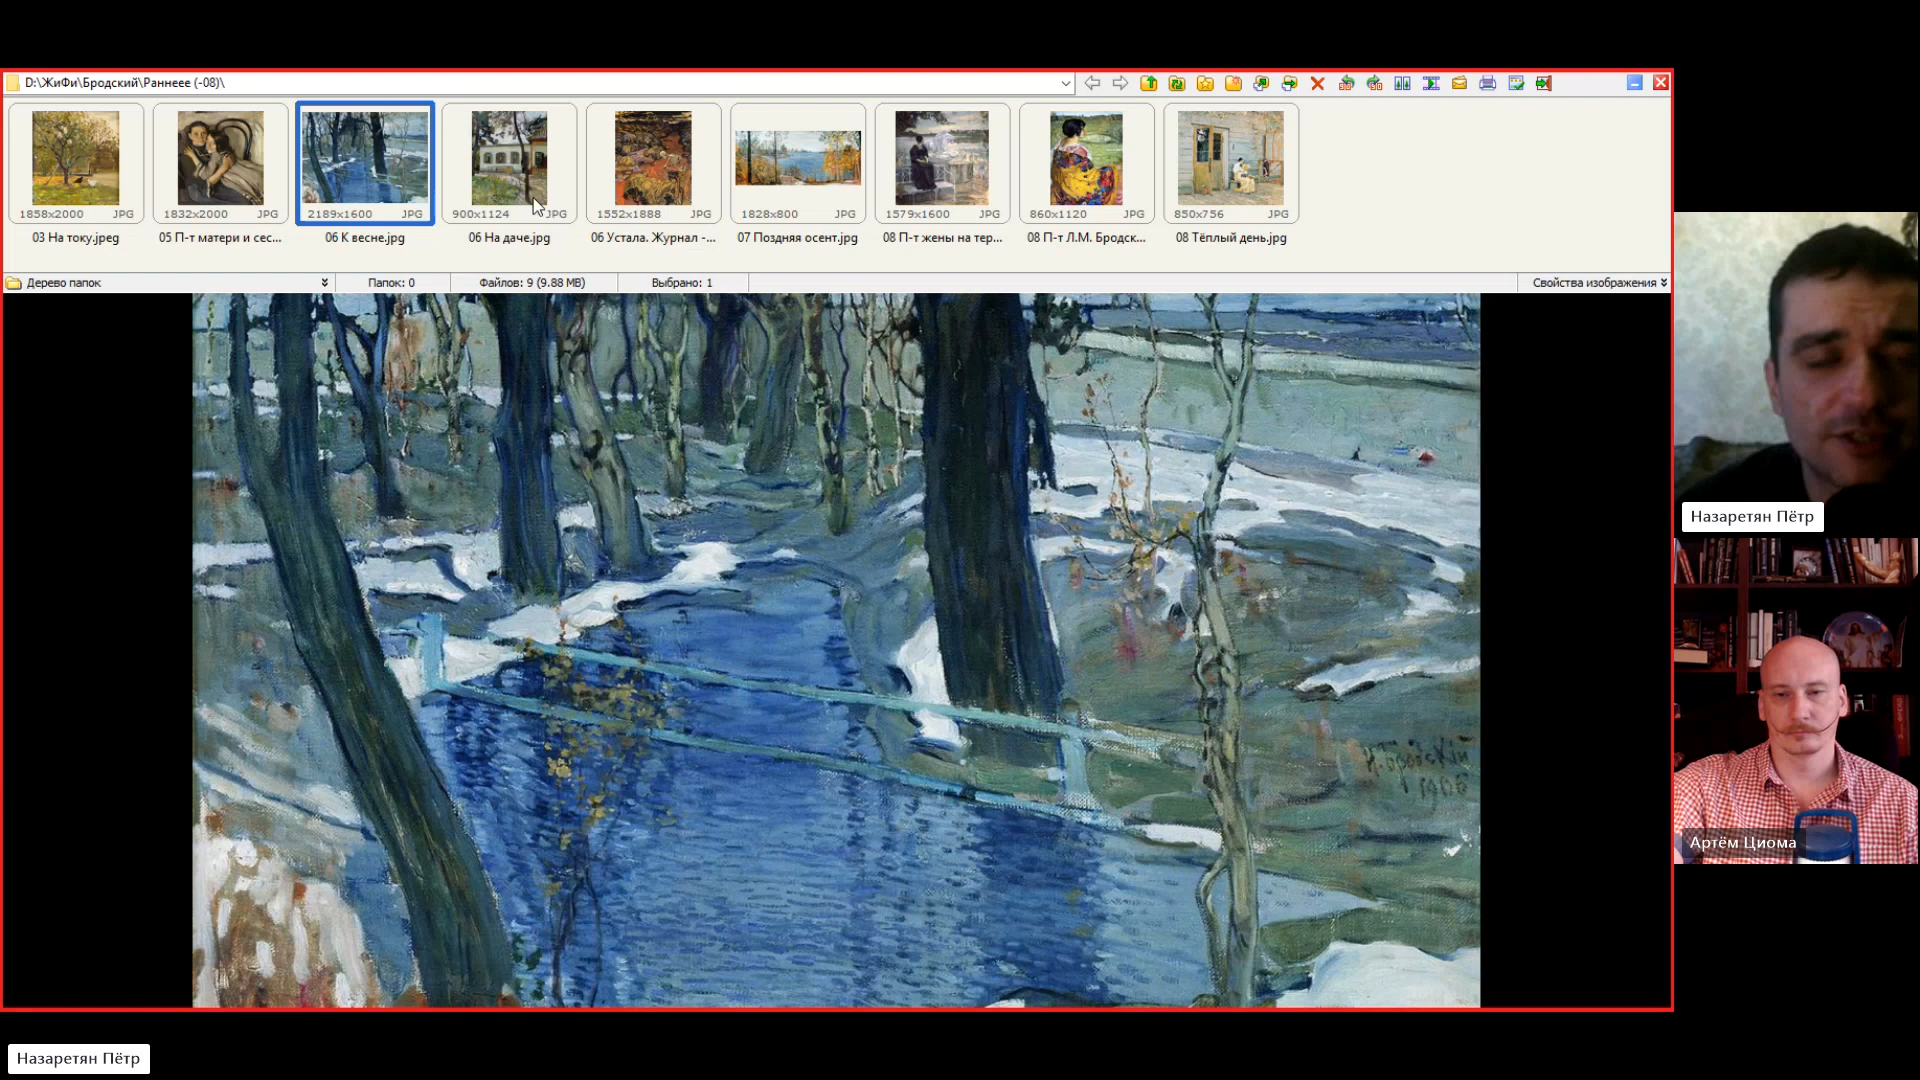 D:\ЖиФи\Бродский\Раннеее (-08)\
1858x2000 JPG
1832x2000 JPG
2189x1600 JPG
900x1124 JPG
1552x1888 JPG
1828x800 JPG
1579x1600 JPG
860x1120 JPG
850x756 JPG
03 На току.jpeg
05 П-т матери и сес...
06 К весне.jpg
06 На даче.jpg
06 Устала. Журнал -...
07 Поздняя осент.jpg
08 П-т жены на тер...
08 П-т Л.М. Бродск...
08 Тёплый день.jpg
Дерево папок
Папок: 0
Файлов: 9 (9.88 MB)
Выбрано: 1
Свойства изображения
Назаретян Пётр
И. Бродскiй
1906
Артём Циома
Назаретян Пётр